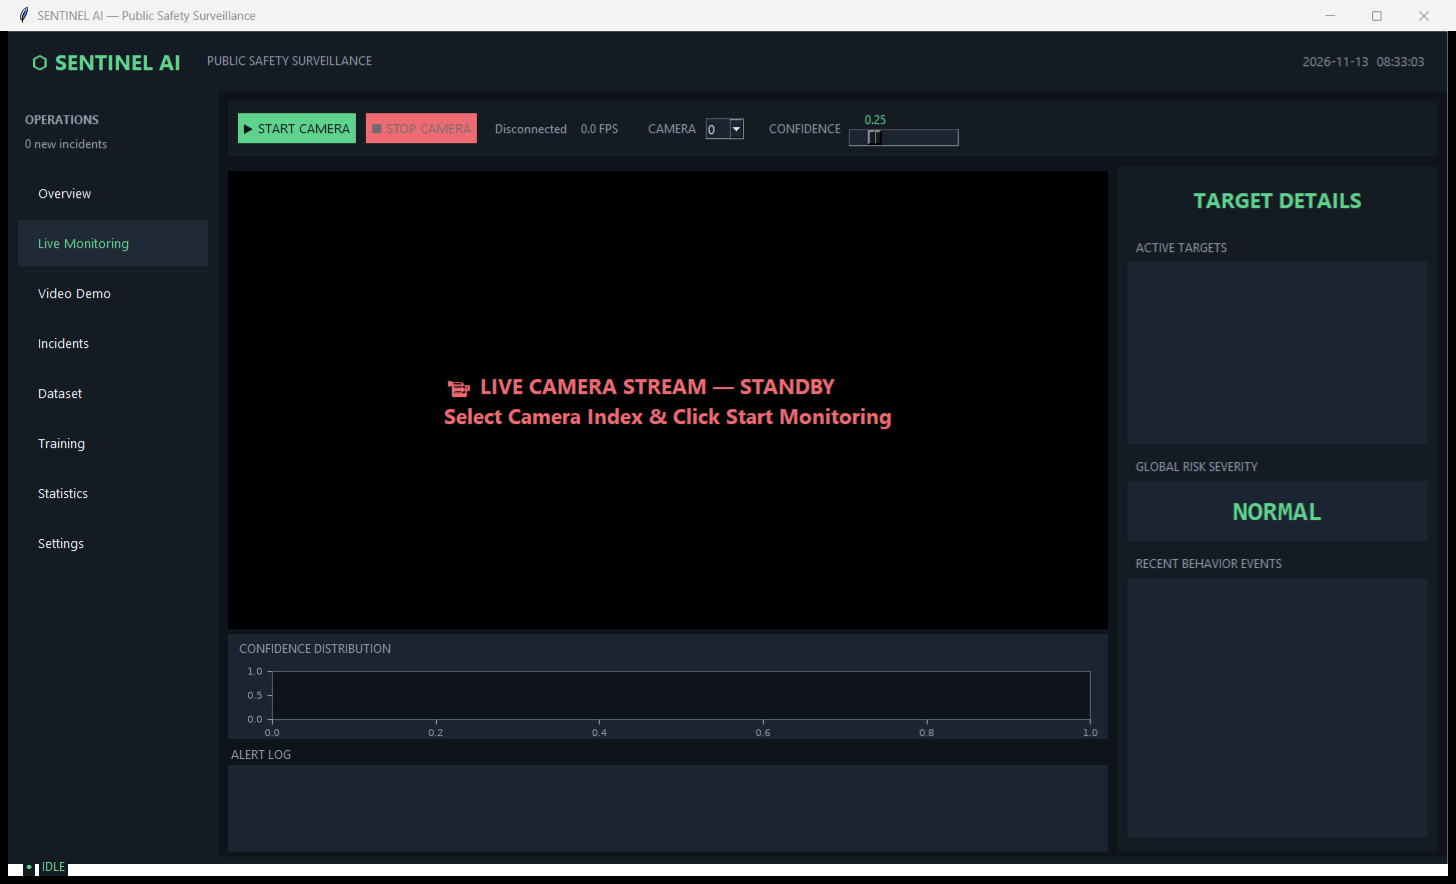 SENTINEL AI — Public Safety Surveillance
SENTINEL AI
PUBLIC SAFETY SURVEILLANCE
2026-11-13 08:33:03
OPERATIONS
0 new incidents
Overview
Live Monitoring
Video Demo
Incidents
Dataset
Training
Statistics
Settings
▶ START CAMERA
■ STOP CAMERA
Disconnected
0.0 FPS
CAMERA
0
CONFIDENCE
0.25
LIVE CAMERA STREAM — STANDBY
Select Camera Index & Click Start Monitoring
CONFIDENCE DISTRIBUTION
1.0
0.5
0.0
0.0 0.2 0.4 0.6 0.8 1.0
ALERT LOG
TARGET DETAILS
ACTIVE TARGETS
GLOBAL RISK SEVERITY
NORMAL
RECENT BEHAVIOR EVENTS
● IDLE